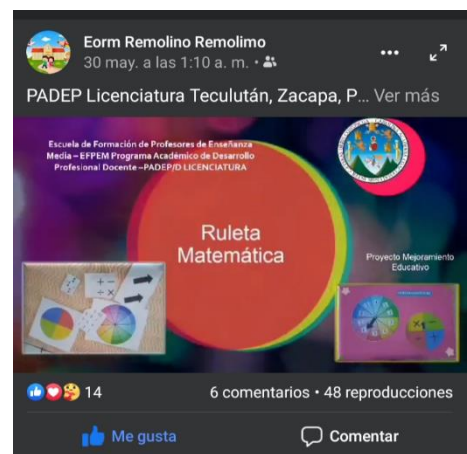 Eorm Remolino Remolimo
30 may. a las 1:10 a. m. •
PADEP Licenciatura Teculután, Zacapa, P... Ver más
Escuela de Formación de Profesores de Enseñanza
Media – EFPEM Programa Académico de Desarrollo
Profesional Docente –PADEP/D LICENCIATURA
Ruleta
Matemática
Proyecto Mejoramiento
Educativo
14
6 comentarios • 48 reproducciones
Me gusta
Comentar